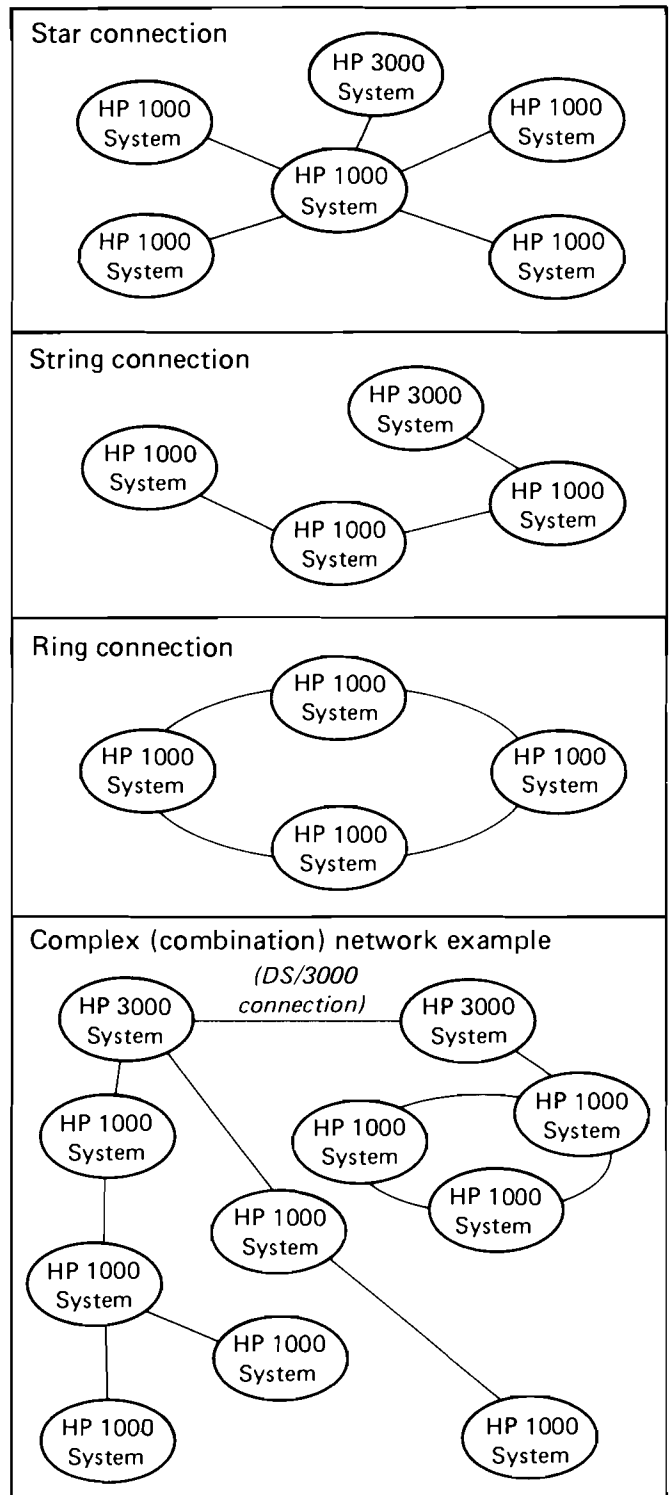 Star connection
HP 3000
System
HP 1000
System
HP 1000
System
HP 1000
System
HP 1000
System
HP 1000
System
String connection
HP 3000
System
HP 1000
System
HP 1000
System
HP 1000
System
Ring connection
HP 1000
System
HP 1000
System
HP 1000
System
HP 1000
System
Complex (combination) network example
(DS/3000
connection)
HP 3000
System
HP 3000
System
HP 1000
System
HP 1000
System
HP 1000
System
HP 1000
System
HP 1000
System
HP 1000
System
HP 1000
System
HP 1000
System
HP 1000
System